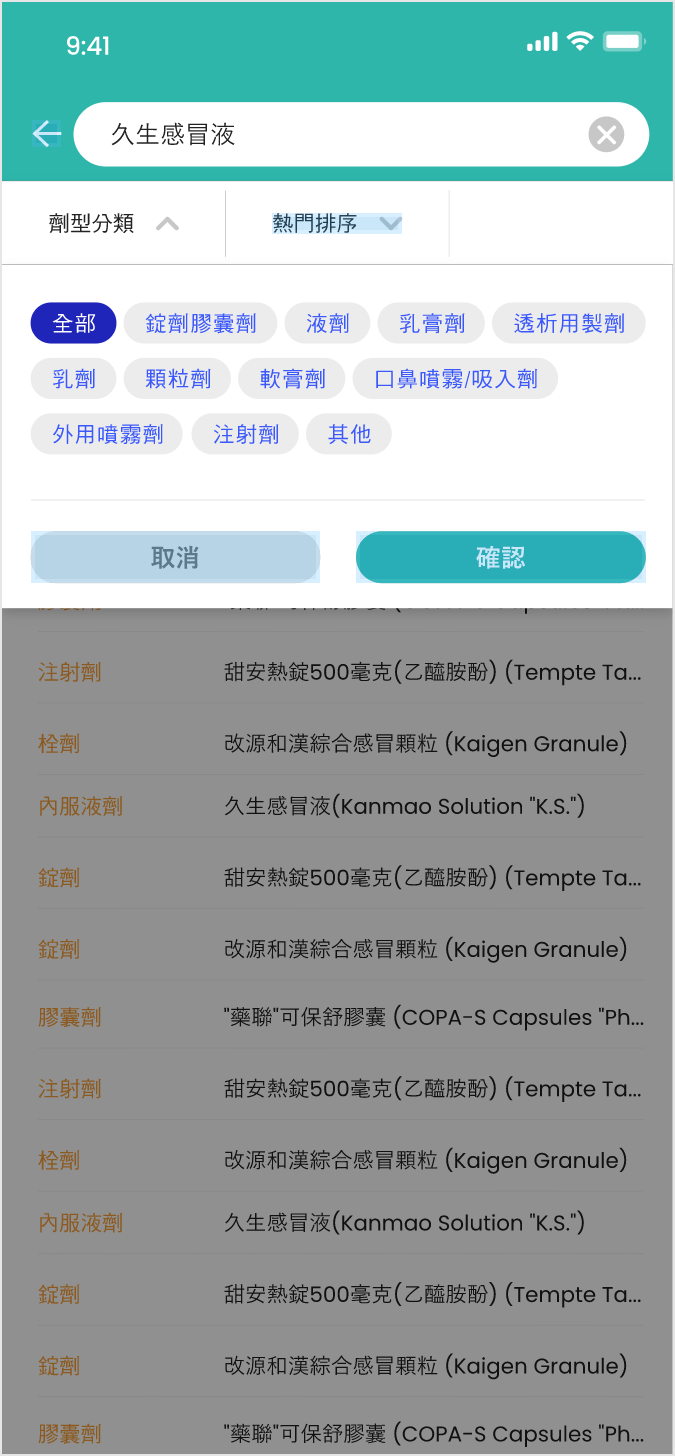 9:41
久生感冒液
劑型分類 熱門排序
全部 錠劑膠囊劑 液劑 乳膏劑 透析用製劑
乳劑 顆粒劑 軟膏劑 口鼻噴霧/吸入劑
外用噴霧劑 注射劑 其他
取消 確認
注射劑 甜安熱錠500毫克(乙醯胺酚) (Tempte Ta...
栓劑 改源和漢綜合感冒顆粒 (Kaigen Granule)
內服液劑 久生感冒液(Kanmao Solution "K.S.")
錠劑 甜安熱錠500毫克(乙醯胺酚) (Tempte Ta...
錠劑 改源和漢綜合感冒顆粒 (Kaigen Granule)
膠囊劑 "藥聯"可保舒膠囊 (COPA-S Capsules "Ph...
注射劑 甜安熱錠500毫克(乙醯胺酚) (Tempte Ta...
栓劑 改源和漢綜合感冒顆粒 (Kaigen Granule)
內服液劑 久生感冒液(Kanmao Solution "K.S.")
錠劑 甜安熱錠500毫克(乙醯胺酚) (Tempte Ta...
錠劑 改源和漢綜合感冒顆粒 (Kaigen Granule)
膠囊劑 "藥聯"可保舒膠囊 (COPA-S Capsules "Ph...